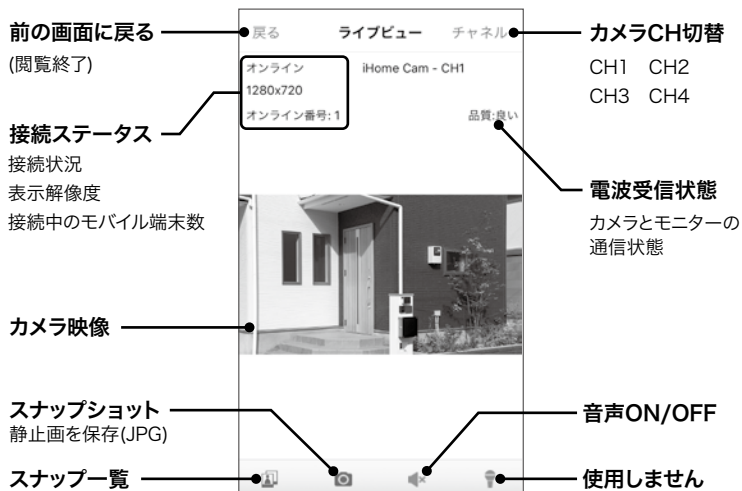 前の画面に戻る
(閲覧終了)
接続ステータス
接続状況
表示解像度
接続中のモバイル端末数
カメラ映像
スナップショット
静止画を保存(JPG)
スナップ一覧
戻る
ライブビュー
チャネル
オンライン
iHome Cam - CH1
1280x720
オンライン番号: 1
品質:良い
カメラCH切替
CH1 CH2
CH3 CH4
電波受信状態
カメラとモニターの
通信状態
音声ON/OFF
使用しません